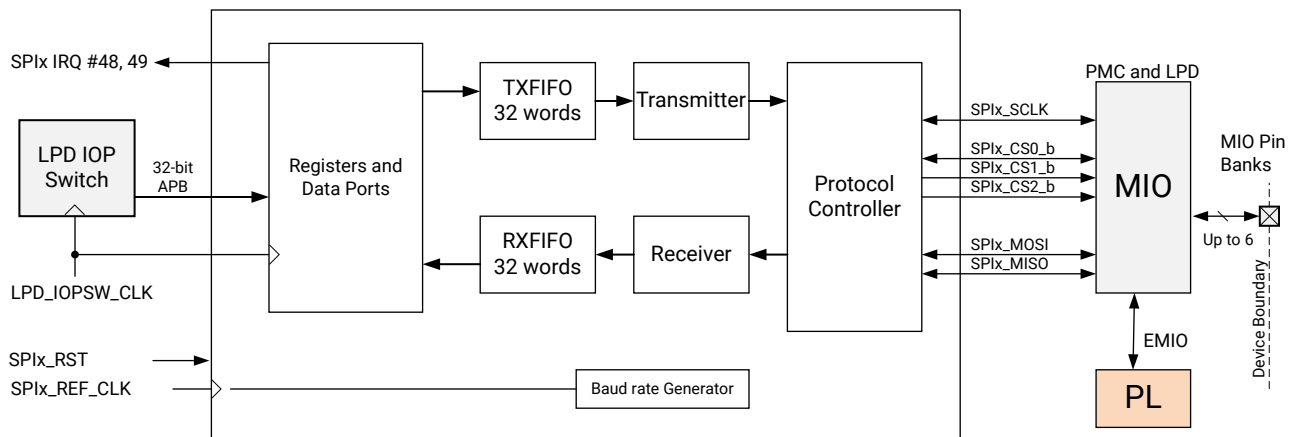 SPIx IRQ #48, 49
LPD IOP
Switch
32-bit
APB
LPD_IOPSW_CLK
SPIx_RST
SPIx_REF_CLK
Registers and
Data Ports
TXFIFO
32 words
Transmitter
RXFIFO
32 words
Receiver
Baud rate Generator
Protocol
Controller
SPIx_SCLK
SPIx_CS0_b
SPIx_CS1_b
SPIx_CS2_b
SPIx_MOSI
SPIx_MISO
PMC and LPD
MIO
EMIO
PL
MIO Pin
Banks
Up to 6
Device Boundary